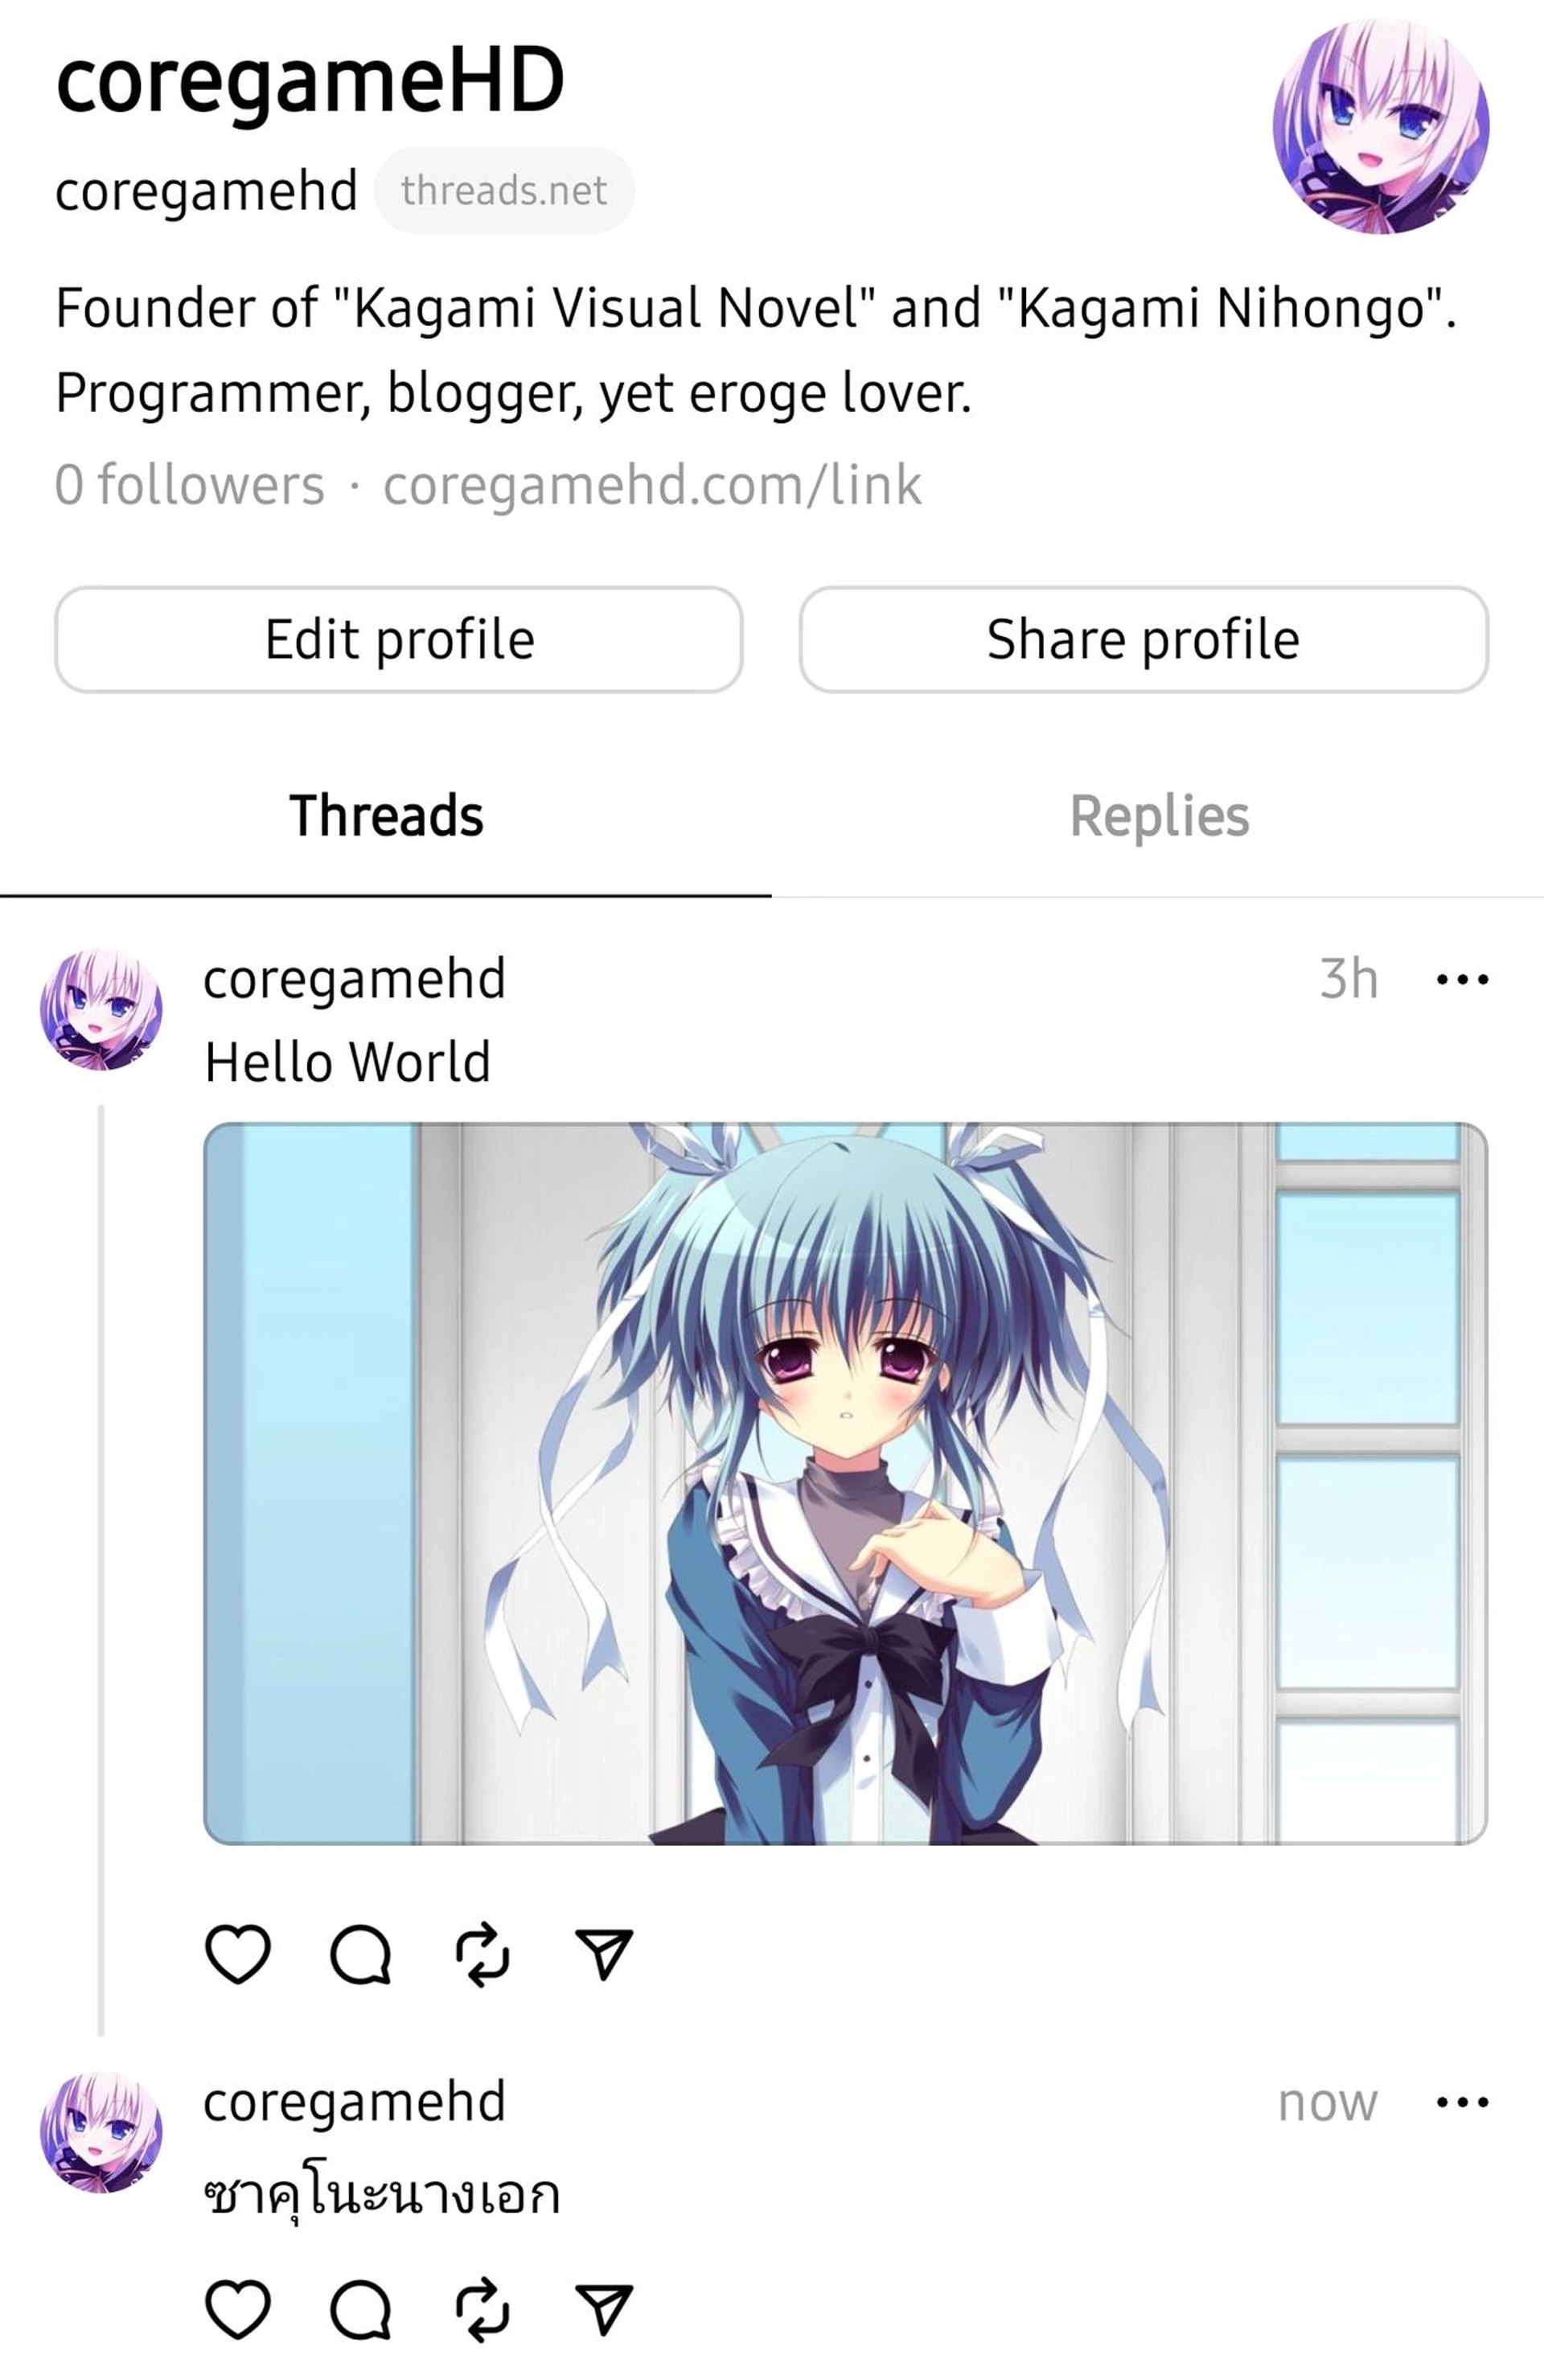 coregameHD
coregamehd threads.net
Founder of "Kagami Visual Novel" and "Kagami Nihongo".
Programmer, blogger, yet eroge lover.
0 followers · coregamehd.com/link
Edit profile
Share profile
Threads
Replies
coregamehd 3h
Hello World
coregamehd now
ซาคุโนะนางเอก